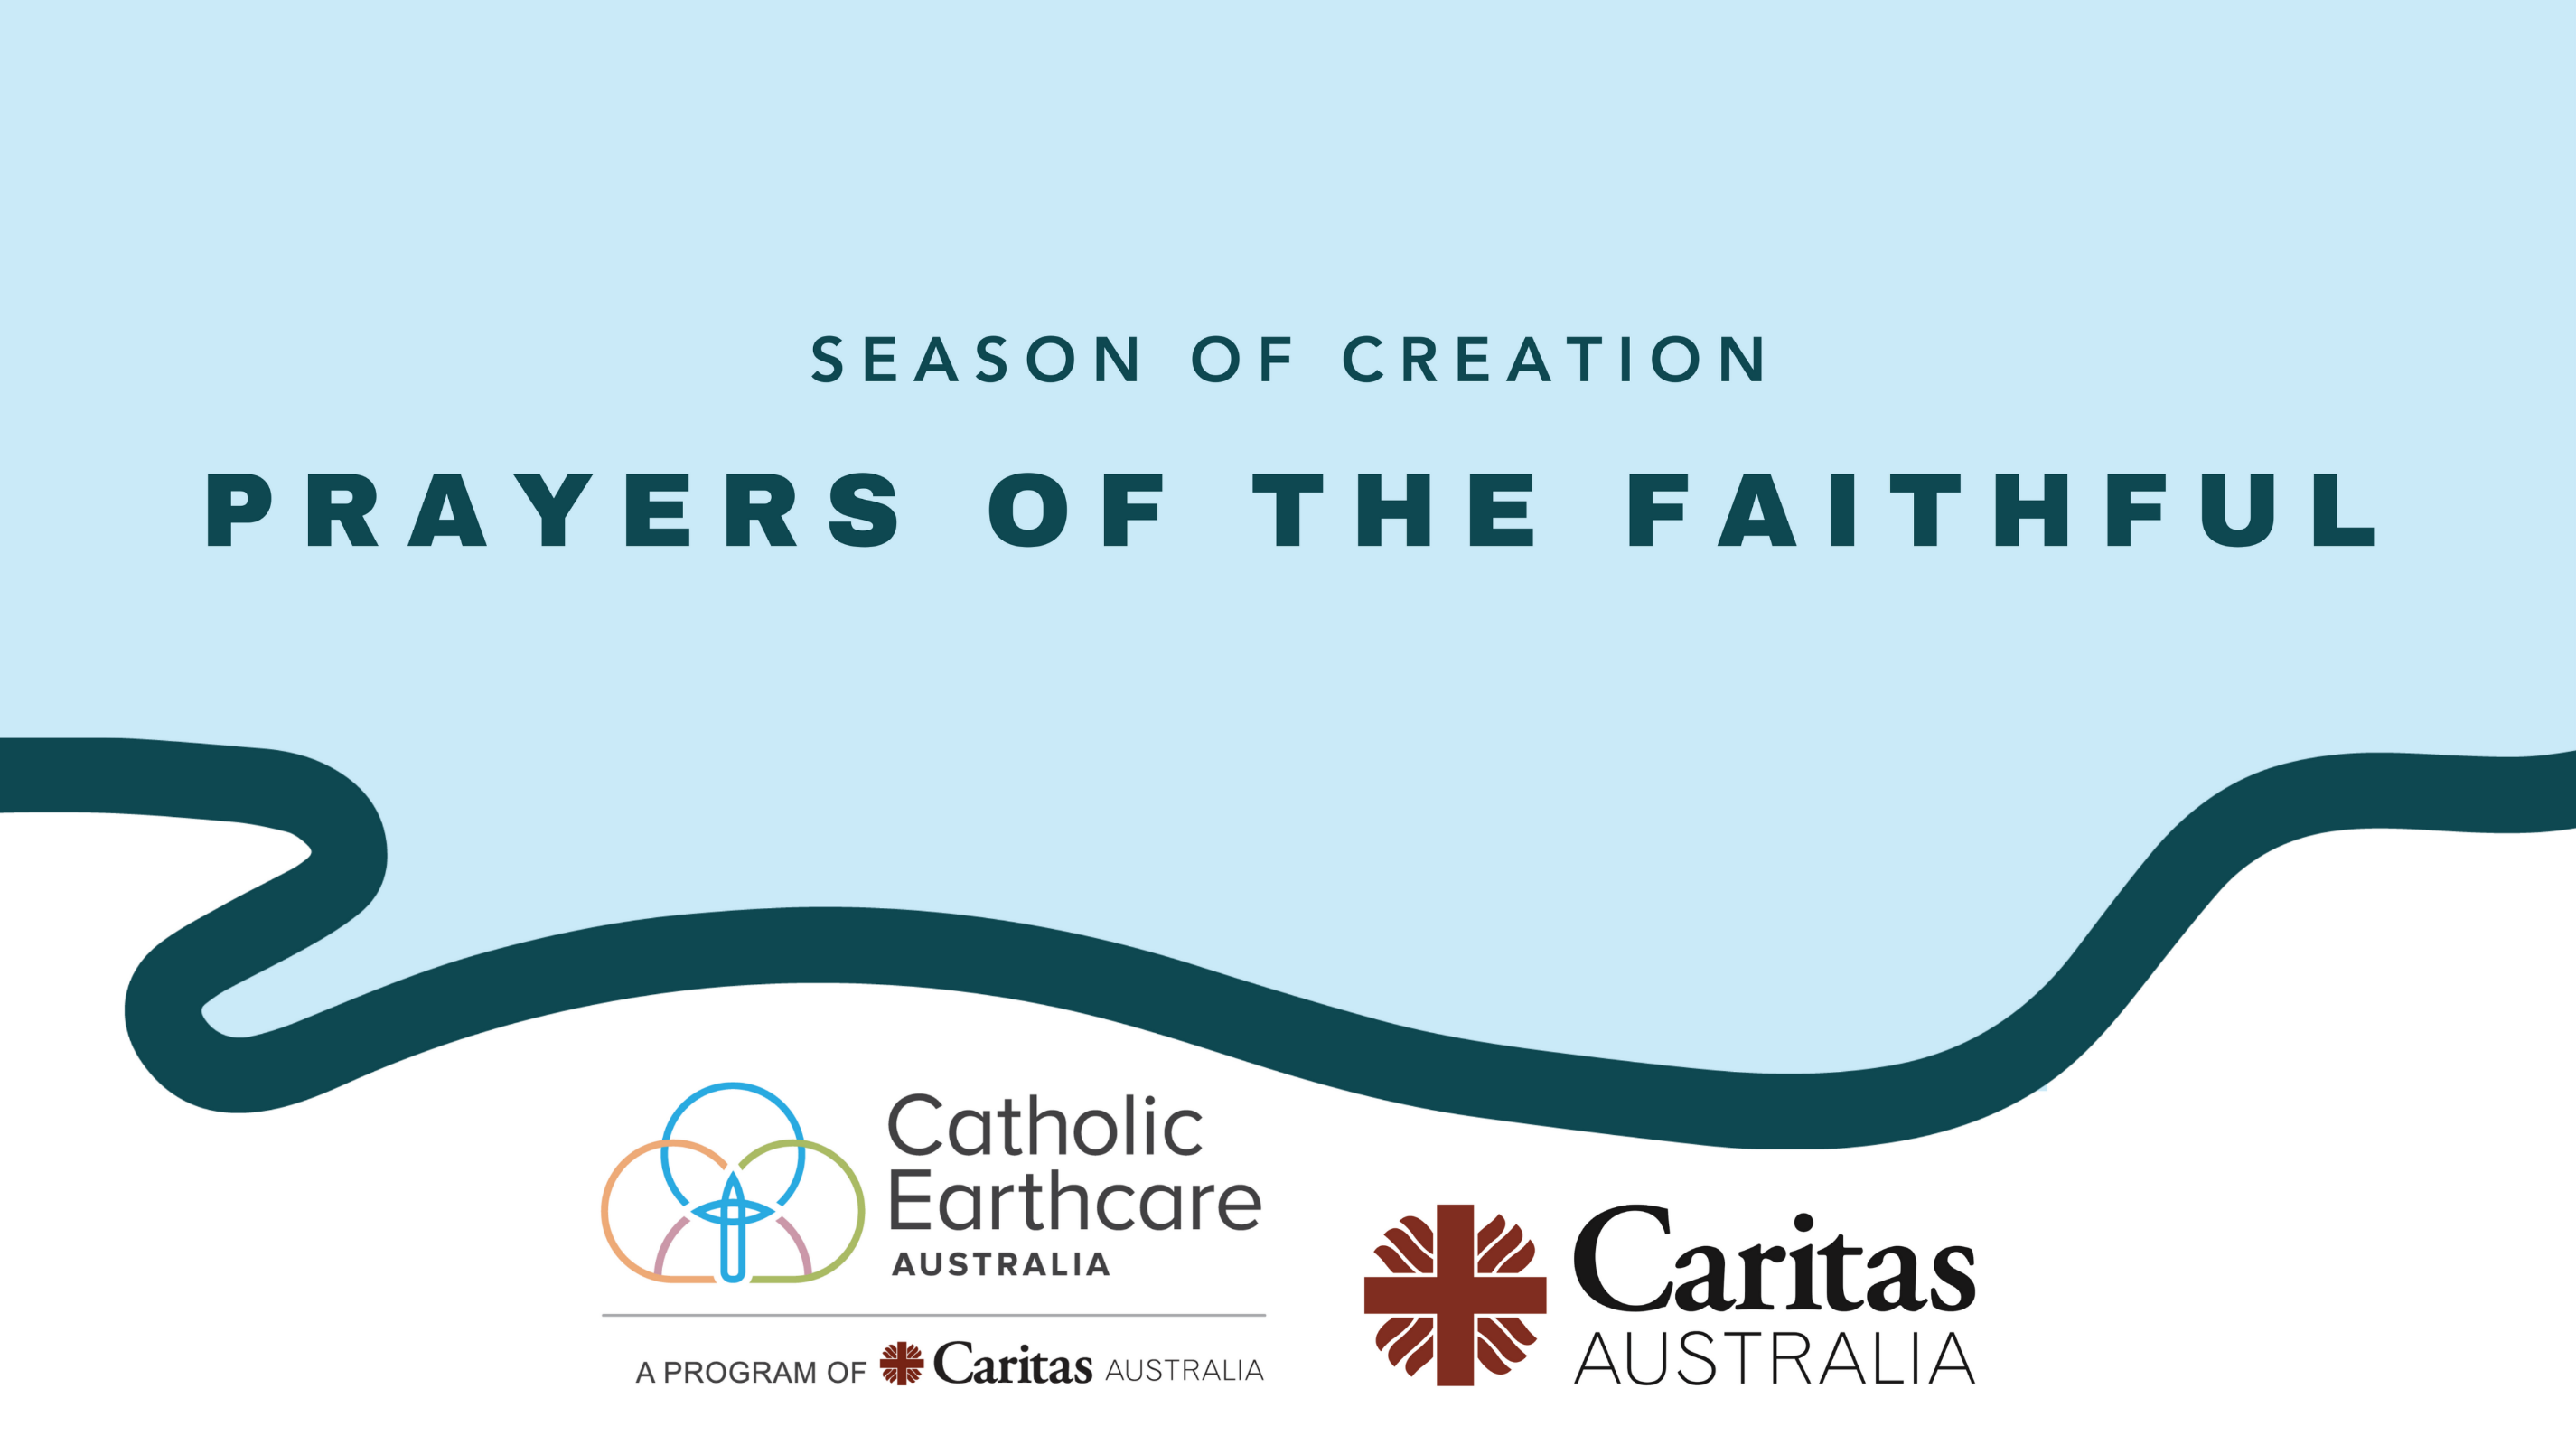 SEASON OF CREATION
PRAYERS OF THE FAITHFUL
Catholic
Earthcare
AUSTRALIA
A PROGRAM OF Caritas AUSTRALIA
Caritas
AUSTRALIA